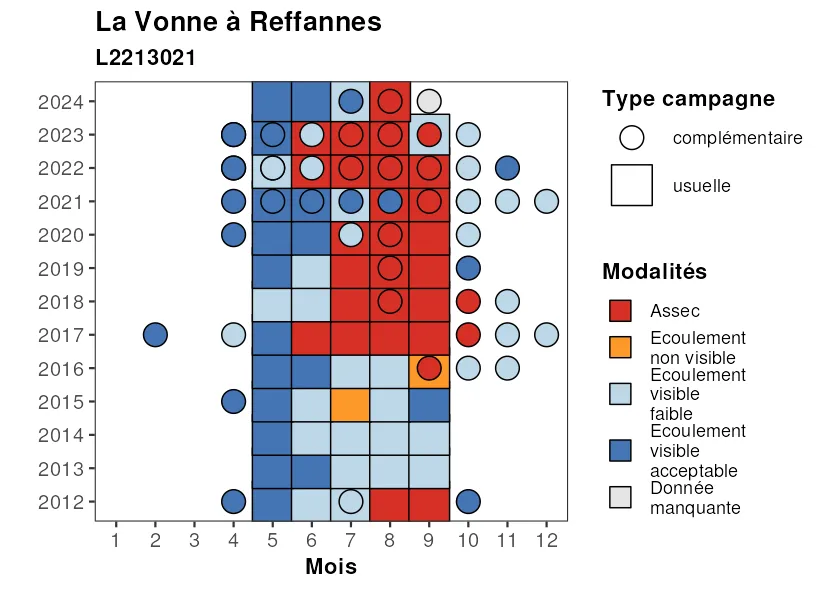 La Vonne à Reffannes
L2213021
2024
2023
2022
2021
2020
2019
2018
2017
2016
2015
2014
2013
2012
1 2 3 4 5 6 7 8 9 10 11 12
Mois
Type campagne
complémentaire
usuelle
Modalités
Assec
Ecoulement
non visible
Ecoulement
visible
faible
Ecoulement
visible
acceptable
Donnée
manquante